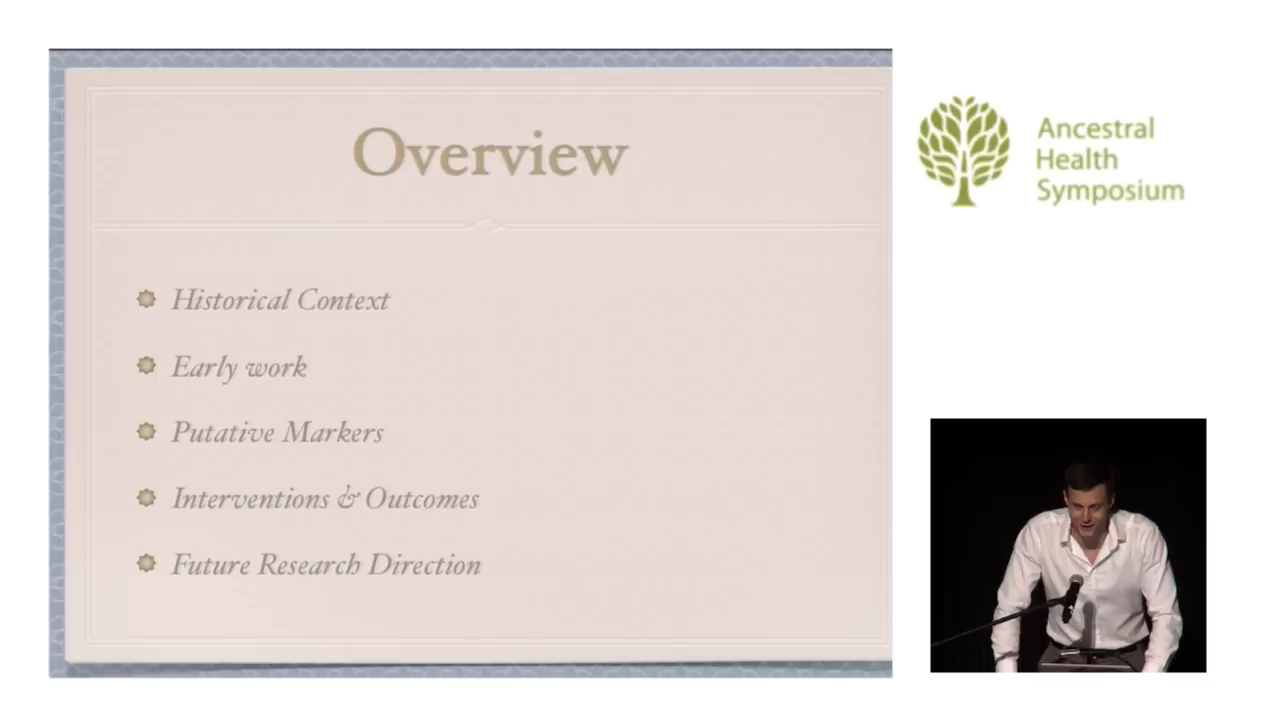 Overview
Historical Context
Early work
Putative Markers
Interventions & Outcomes
Future Research Direction
Ancestral
Health
Symposium